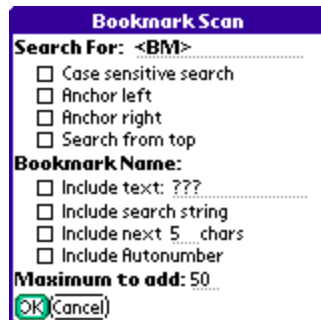 Bookmark Scan
Search For: <BM>
Case sensitive search
Anchor left
Anchor right
Search from top
Bookmark Name:
Include text: ???
Include search string
Include next 5 chars
Include Autonumber
Maximum to add: 50
OK Cancel